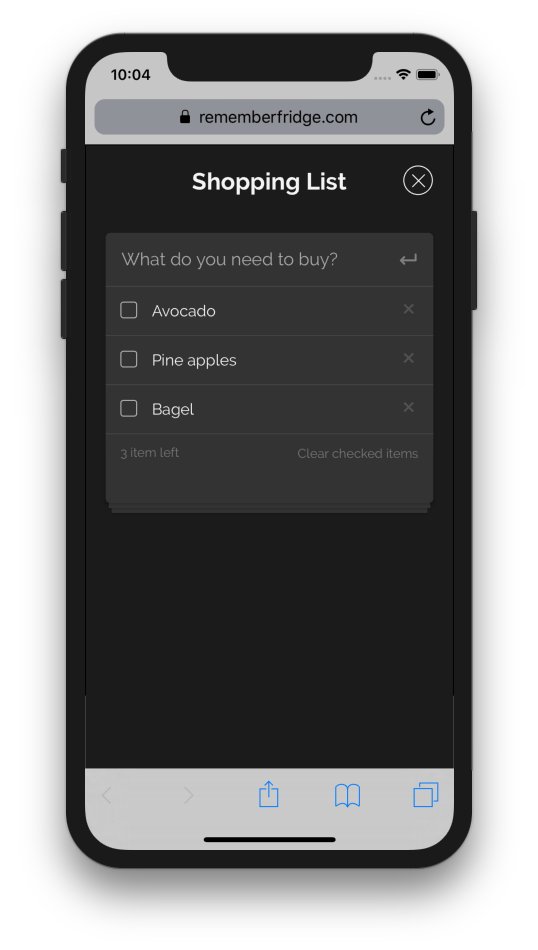 10:04
rememberfridge.com
Shopping List
What do you need to buy?
Avocado
Pine apples
Bagel
3 item left
Clear checked items